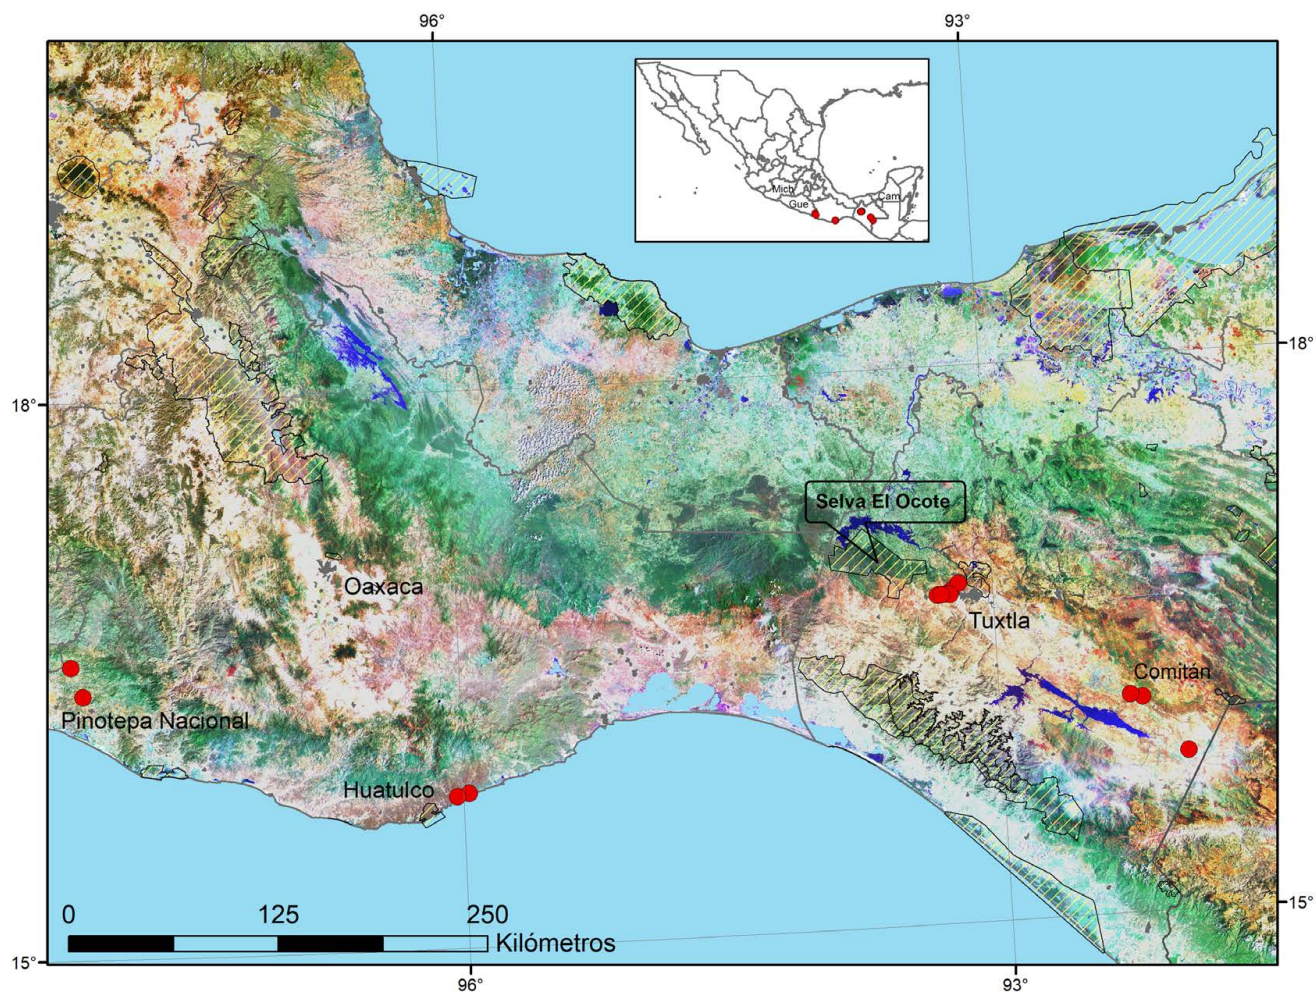 96°
93°
Mich
Gue
Cam
18°
18°
Selva El Ocote
Oaxaca
Tuxtla
Comitán
Pinotepa Nacional
Huatulco
0 125 250
Kilómetros
15°
15°
96°
93°